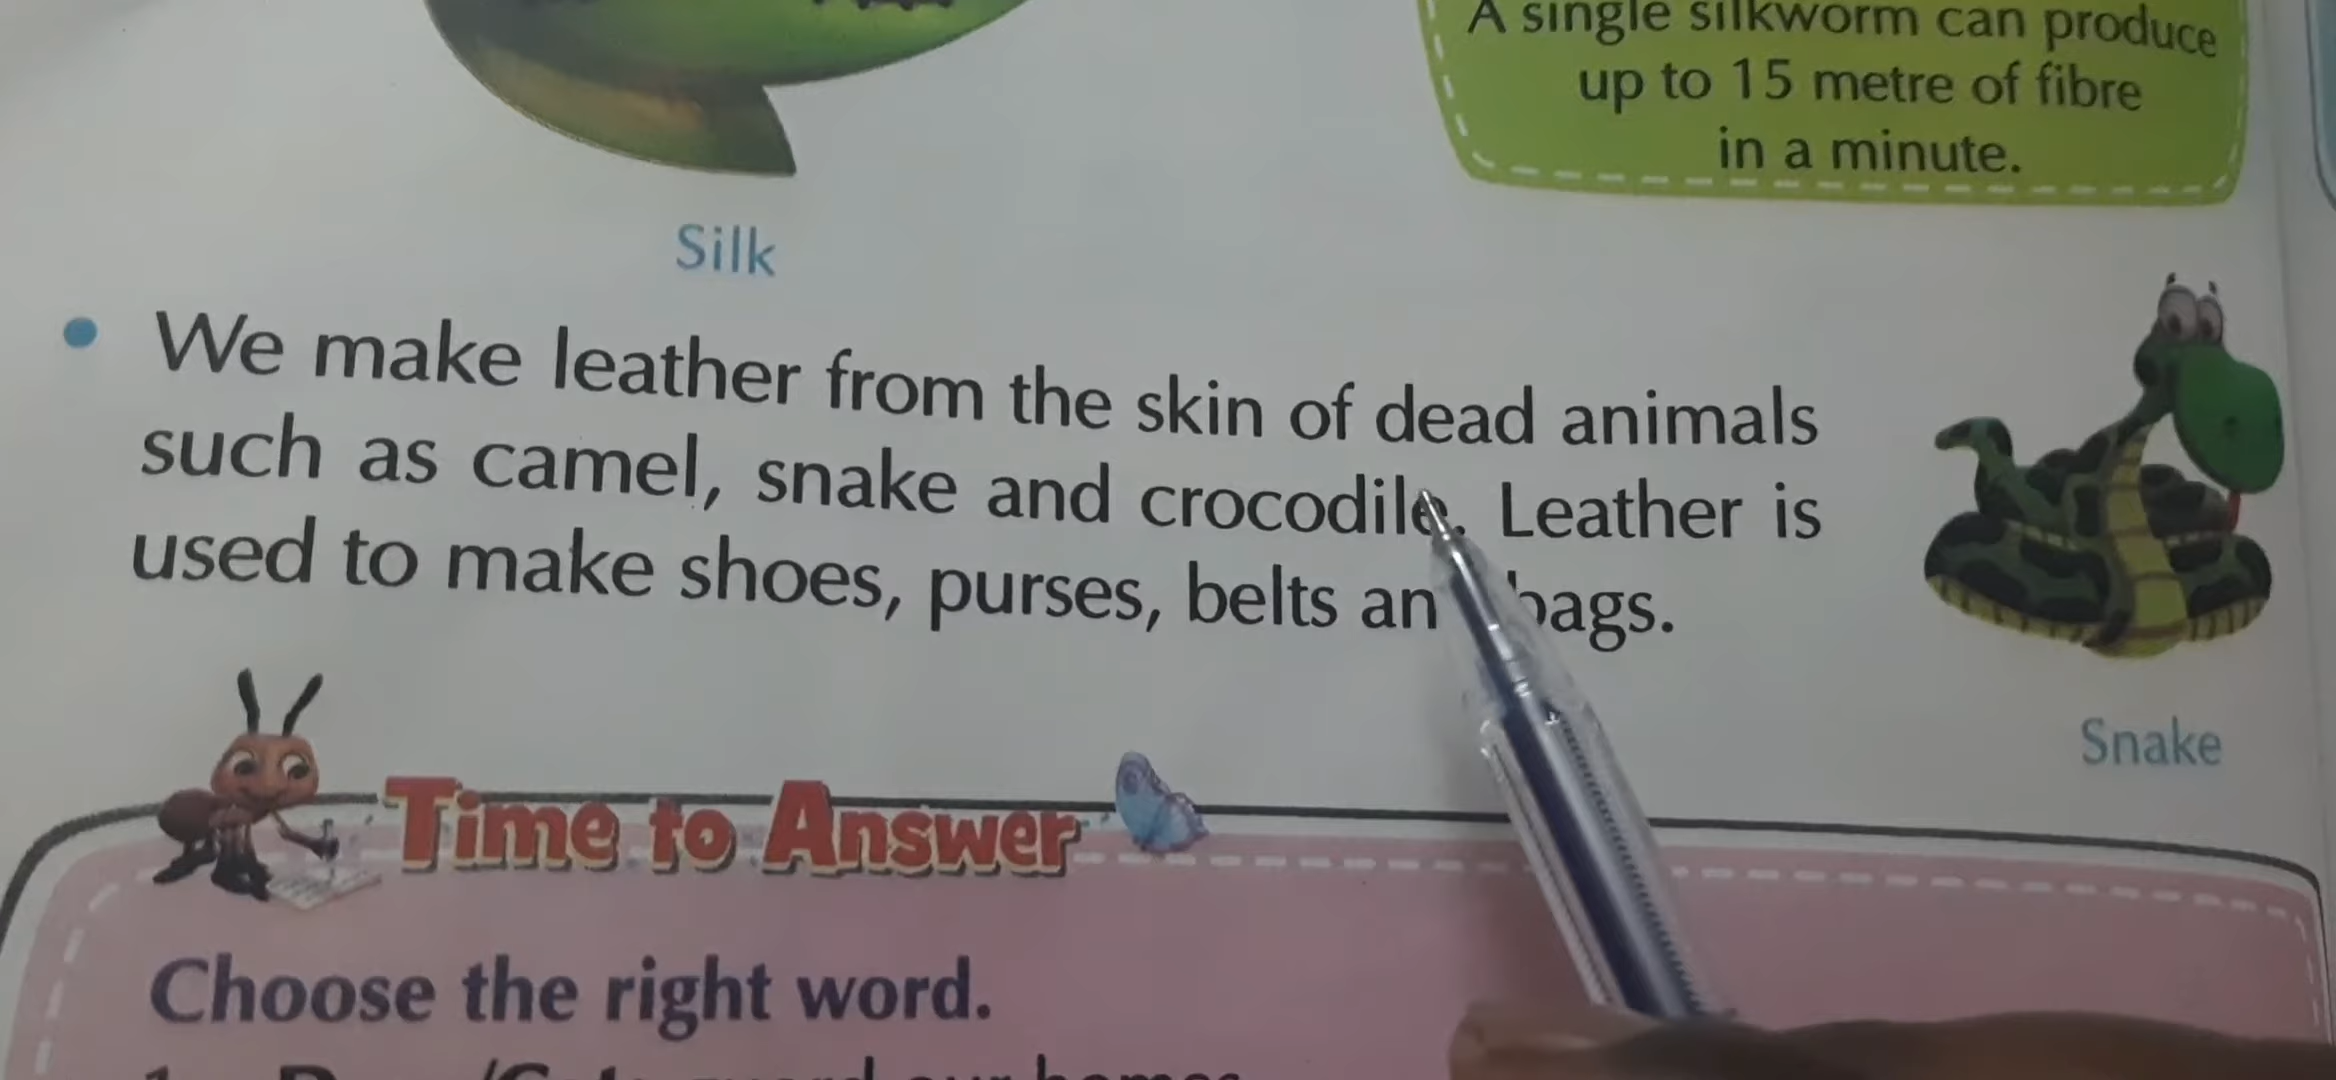 A single silkworm can produce
up to 15 metre of fibre
in a minute.
Silk
• We make leather from the skin of dead animals
such as camel, snake and crocodile. Leather is
used to make shoes, purses, belts an bags.
Snake
Time to Answer
Choose the right word.